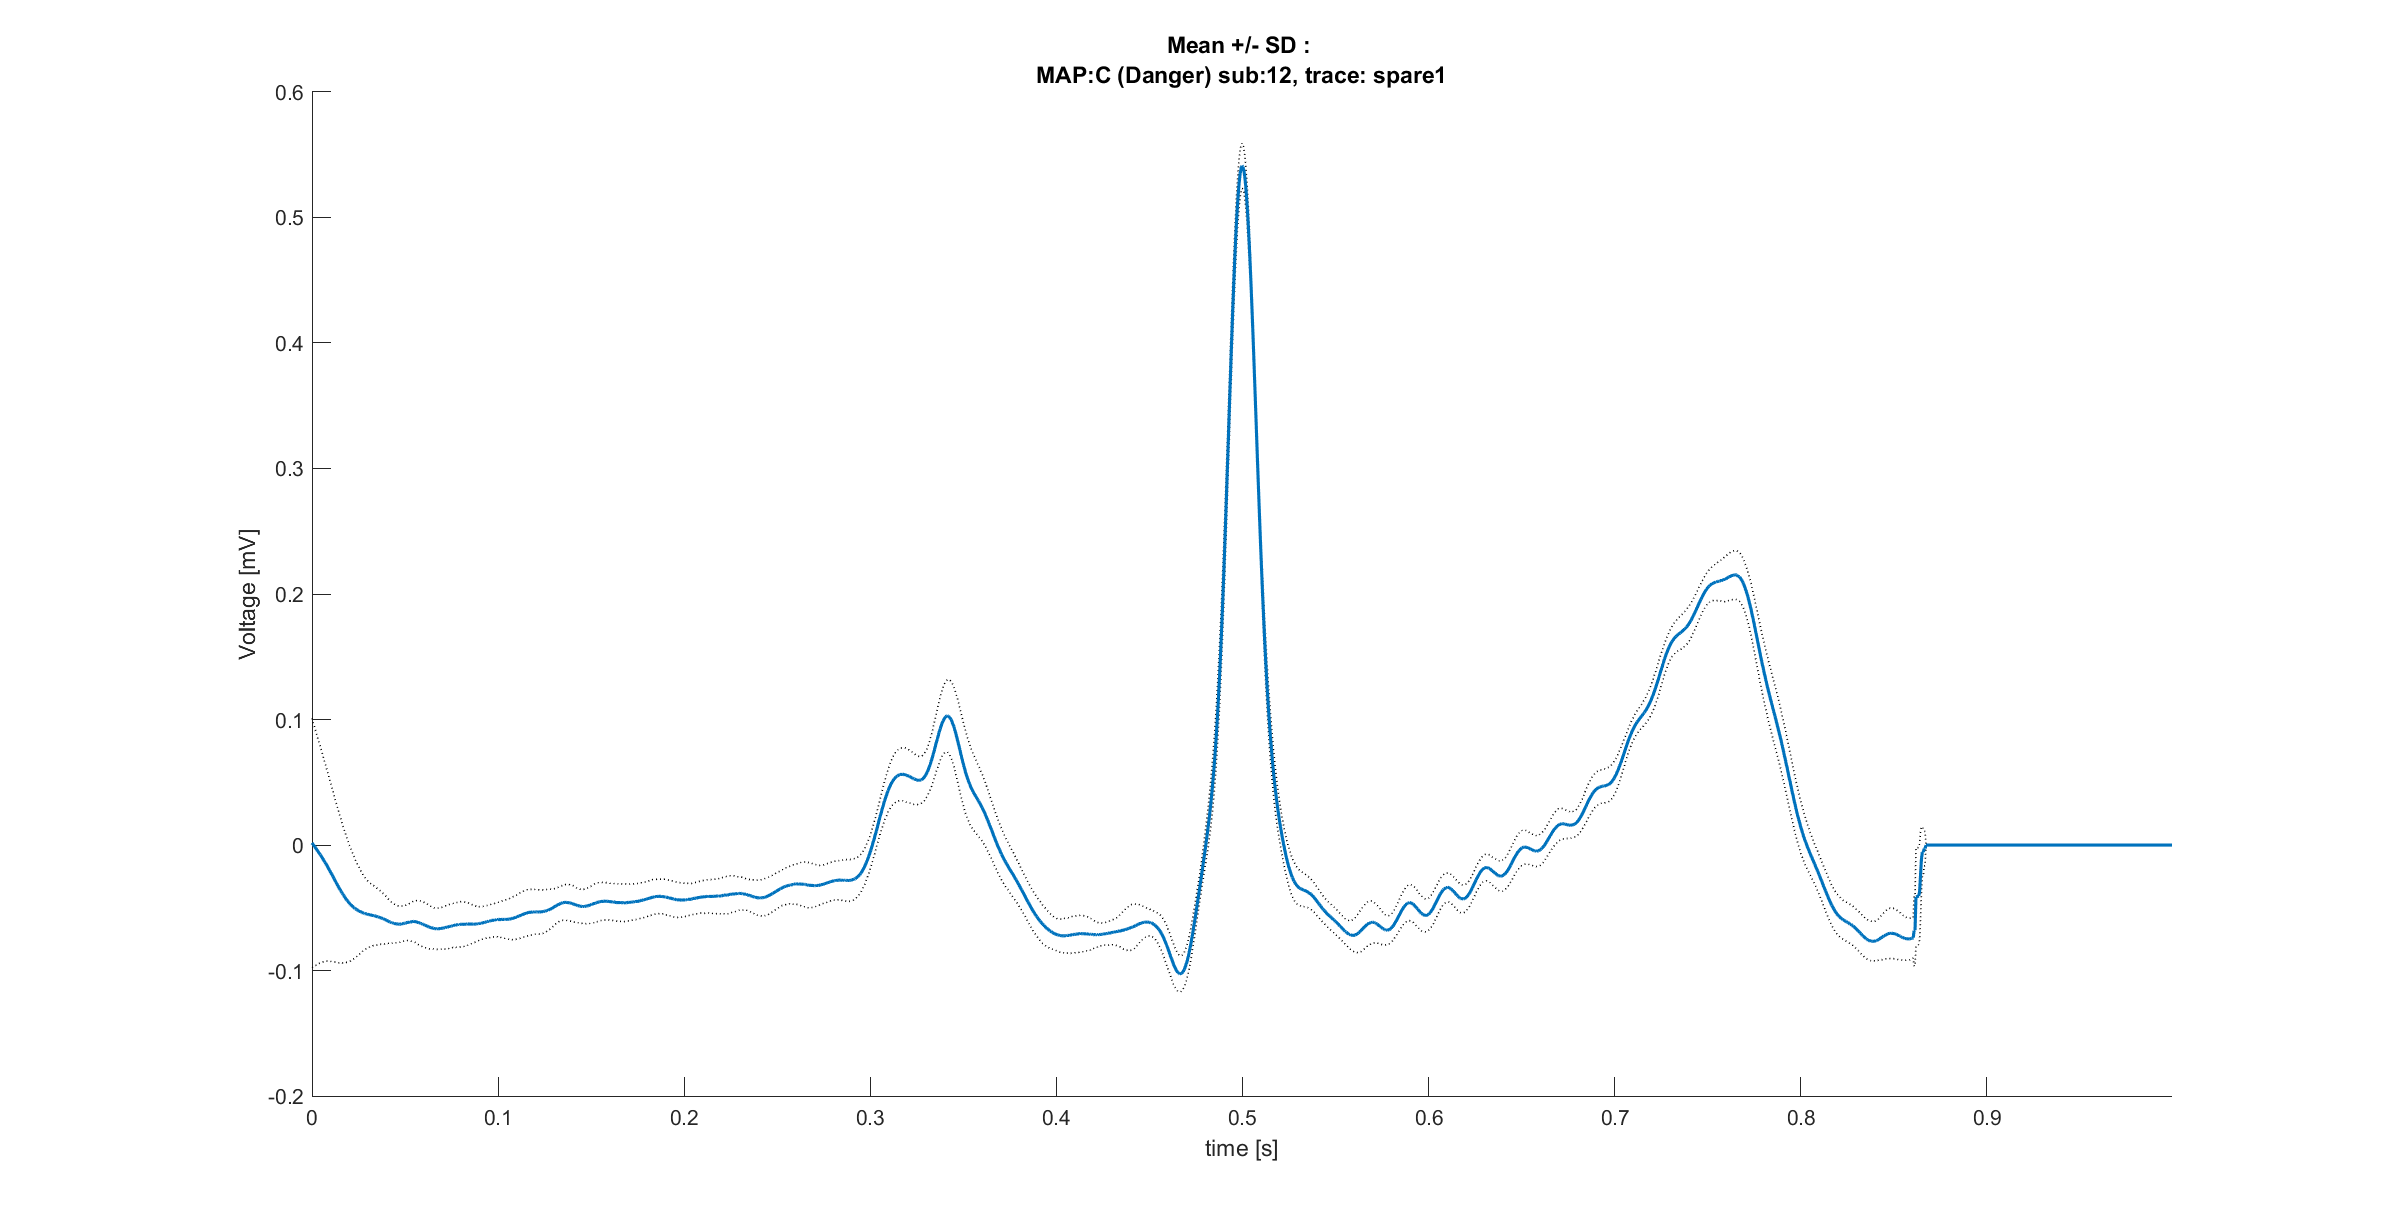 Mean +/- SD :
MAP:C (Danger) sub:12, trace: spare1
0.6
0.5
0.4
0.3
0.2
0.1
0
-0.1
-0.2
Voltage [mV]
0 0.1 0.2 0.3 0.4 0.5 0.6 0.7 0.8 0.9
time [s]